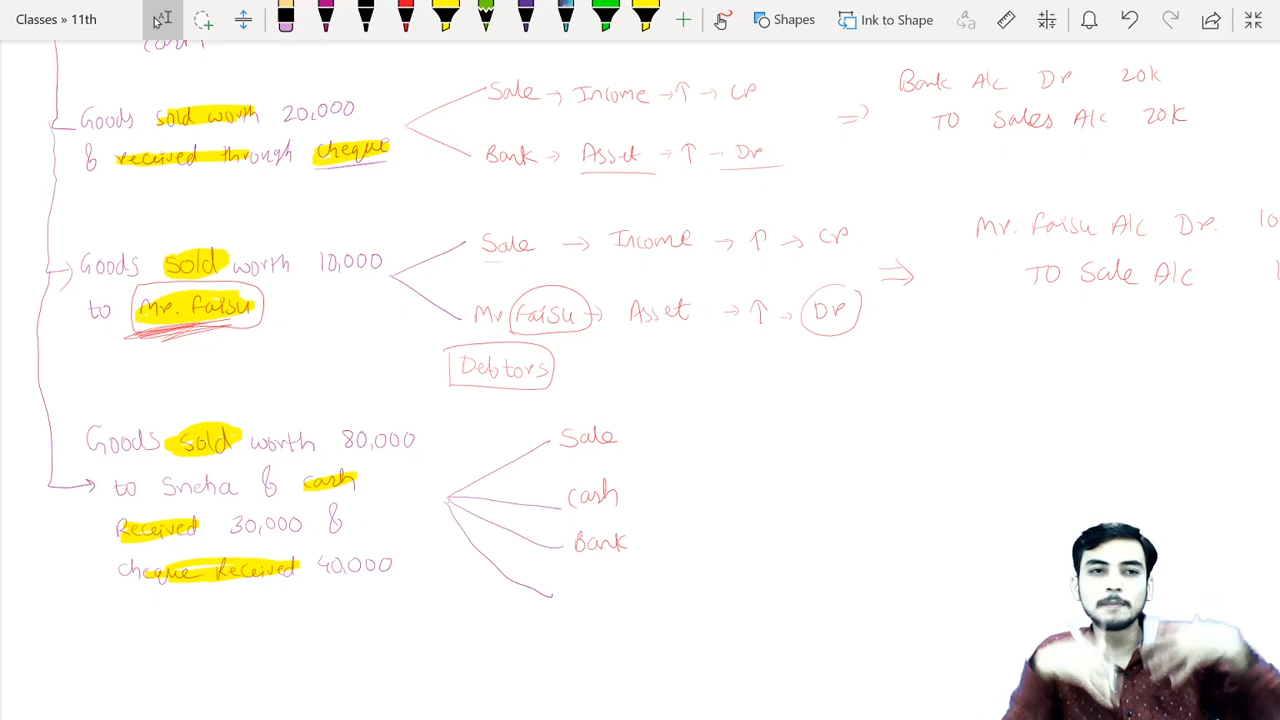 Classes » 11th
Shapes
Ink to Shape
Goods sold worth 20,000
& received through cheque
Sale → Income → ↑ → Cr
Bank → Asset → ↑ → Dr
⇒ Bank A/c Dr 20k
TO Sales A/c 20k
Goods sold worth 10,000
to Mr. Faisu
Sale → Income → ↑ → Cr
Mr Faisu → Asset → ↑ → Dr
Debtors
⇒ Mr. Faisu A/c Dr. 10
TO Sale A/c 1
Goods sold worth 80,000
to Sneha & cash
Received 30,000 &
cheque Received 40,000
Sale
Cash
Bank